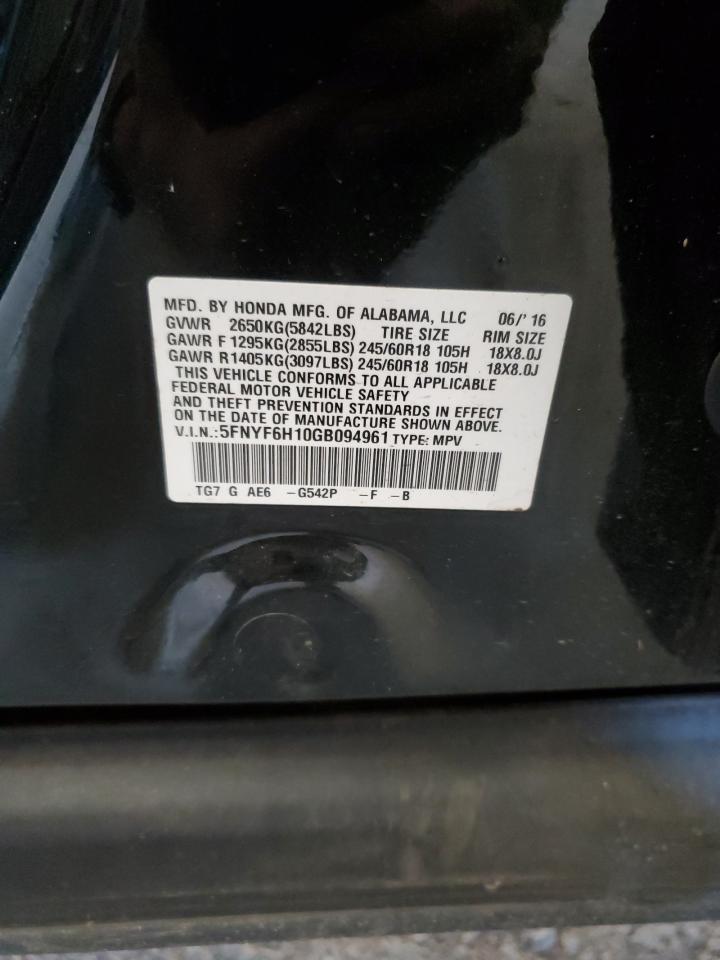 MFD. BY HONDA MFG. OF ALABAMA, LLC 06/' 16
GVWR 2650KG(5842LBS) TIRE SIZE RIM SIZE
GAWR F 1295KG(2855LBS) 245/60R18 105H 18X8.0J
GAWR R1405KG(3097LBS) 245/60R18 105H 18X8.0J
THIS VEHICLE CONFORMS TO ALL APPLICABLE
FEDERAL MOTOR VEHICLE SAFETY
AND THEFT PREVENTION STANDARDS IN EFFECT
ON THE DATE OF MANUFACTURE SHOWN ABOVE.
V.I.N.:5FNYF6H10GB094961 TYPE: MPV
TG7 G AE6 -G542P -F -B